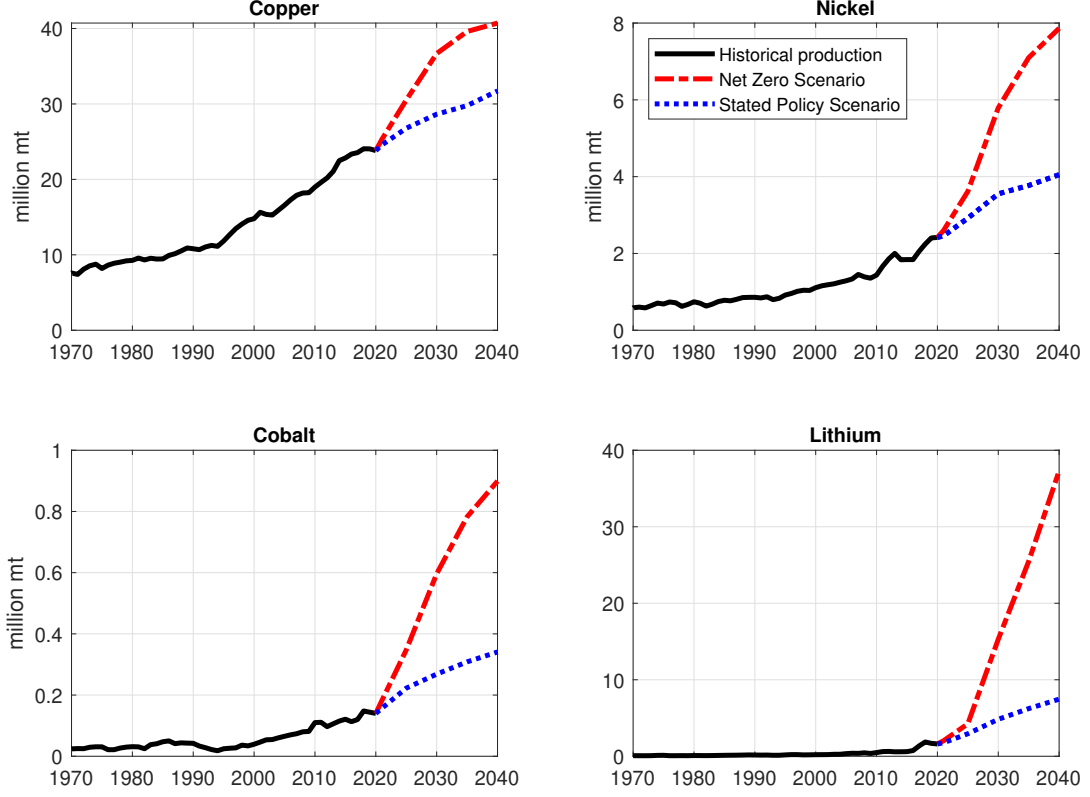 Copper
million mt
40
30
20
10
0
1970 1980 1990 2000 2010 2020 2030 2040
Nickel
million mt
8
6
4
2
0
Historical production
Net Zero Scenario
Stated Policy Scenario
1970 1980 1990 2000 2010 2020 2030 2040
Cobalt
million mt
1
0.8
0.6
0.4
0.2
0
1970 1980 1990 2000 2010 2020 2030 2040
Lithium
40
30
20
10
0
1970 1980 1990 2000 2010 2020 2030 2040